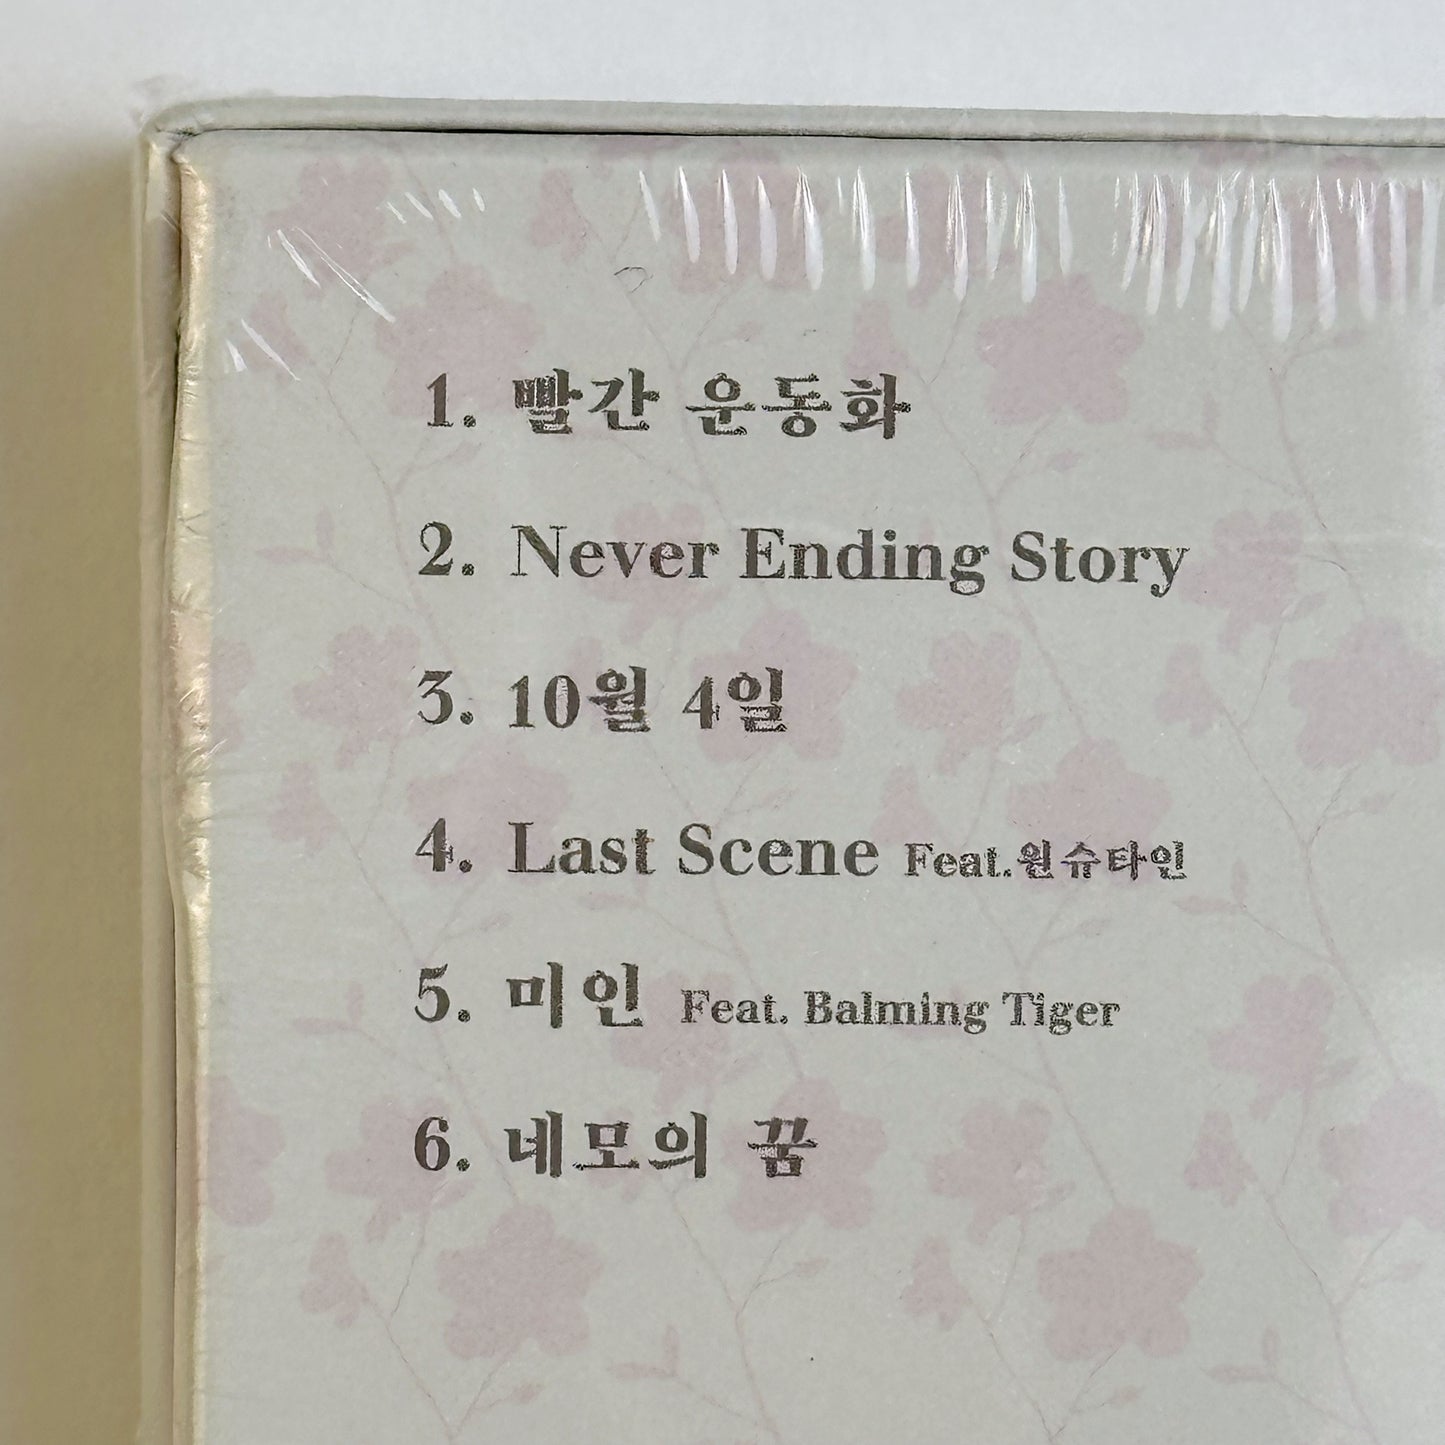 1. 빨간 운동화
2. Never Ending Story
3. 10월 4일
4. Last Scene Feat.원슈타인
5. 미인 Feat. Balming Tiger
6. 네모의 꿈